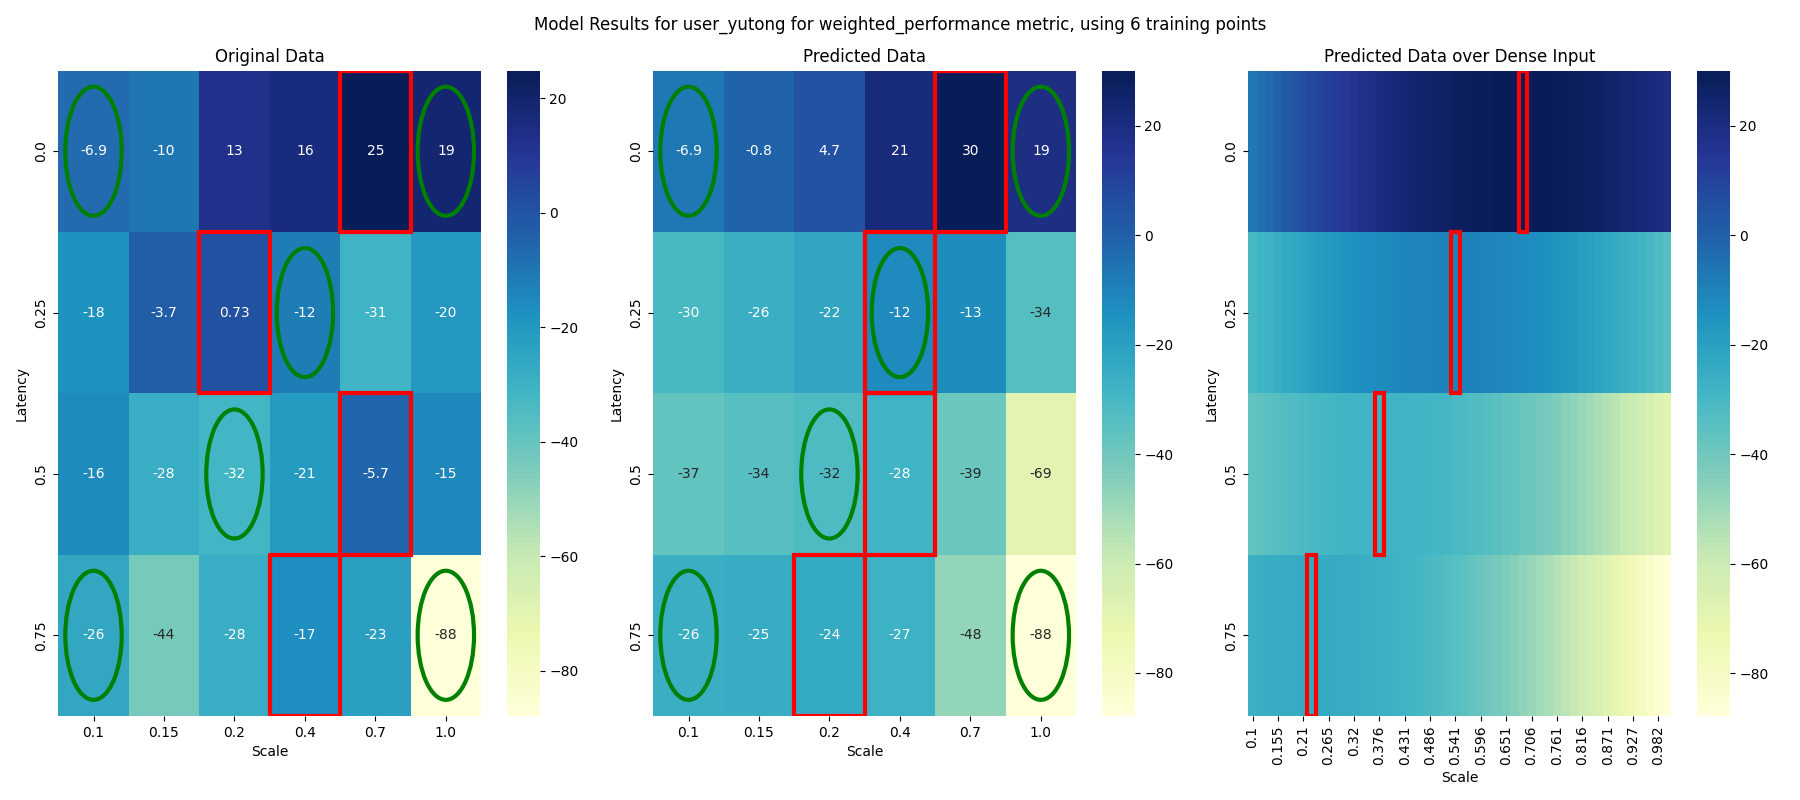 Model Results for user_yutong for weighted_performance metric, using 6 training points
Original Data
Latency
0.0 -6.9 -10 13 16 25 19
0.25 -18 -3.7 0.73 -12 -31 -20
0.5 -16 -28 -32 -21 -5.7 -15
0.75 -26 -44 -28 -17 -23 -88
0.1 0.15 0.2 0.4 0.7 1.0
Scale
20
0
−20
−40
−60
−80
Predicted Data
Latency
0.0 -6.9 -0.8 4.7 21 30 19
0.25 -30 -26 -22 -12 -13 -34
0.5 -37 -34 -32 -28 -39 -69
0.75 -26 -25 -24 -27 -48 -88
0.1 0.15 0.2 0.4 0.7 1.0
Scale
20
0
−20
−40
−60
−80
Predicted Data over Dense Input
Latency
0.0
0.25
0.5
0.75
0.1 0.155 0.21 0.265 0.32 0.376 0.431 0.486 0.541 0.596 0.651 0.706 0.761 0.816 0.871 0.927 0.982
Scale
20
0
−20
−40
−60
−80